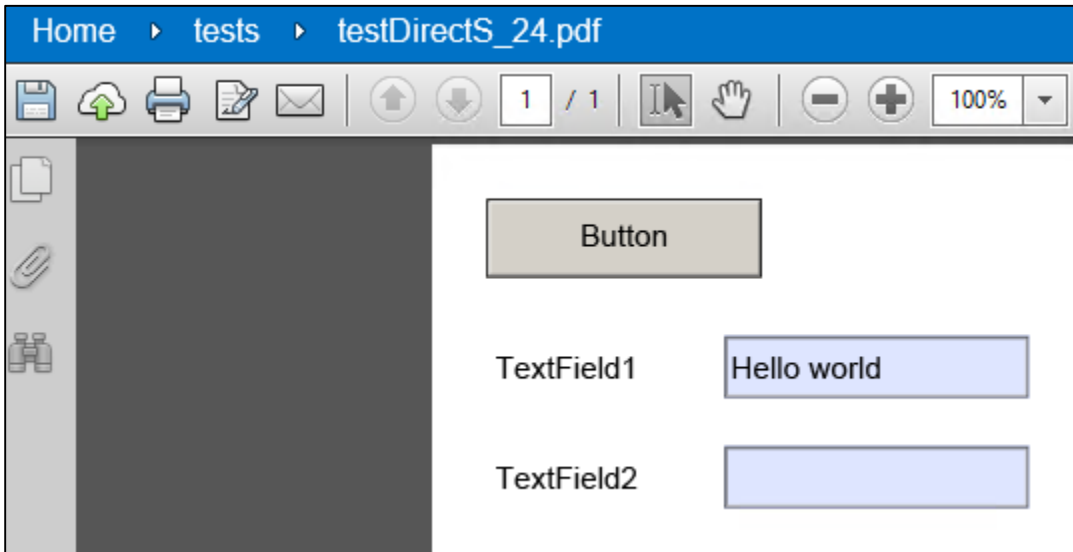 Home tests testDirectS_24.pdf
1 / 1 100%
Button
TextField1 Hello world
TextField2